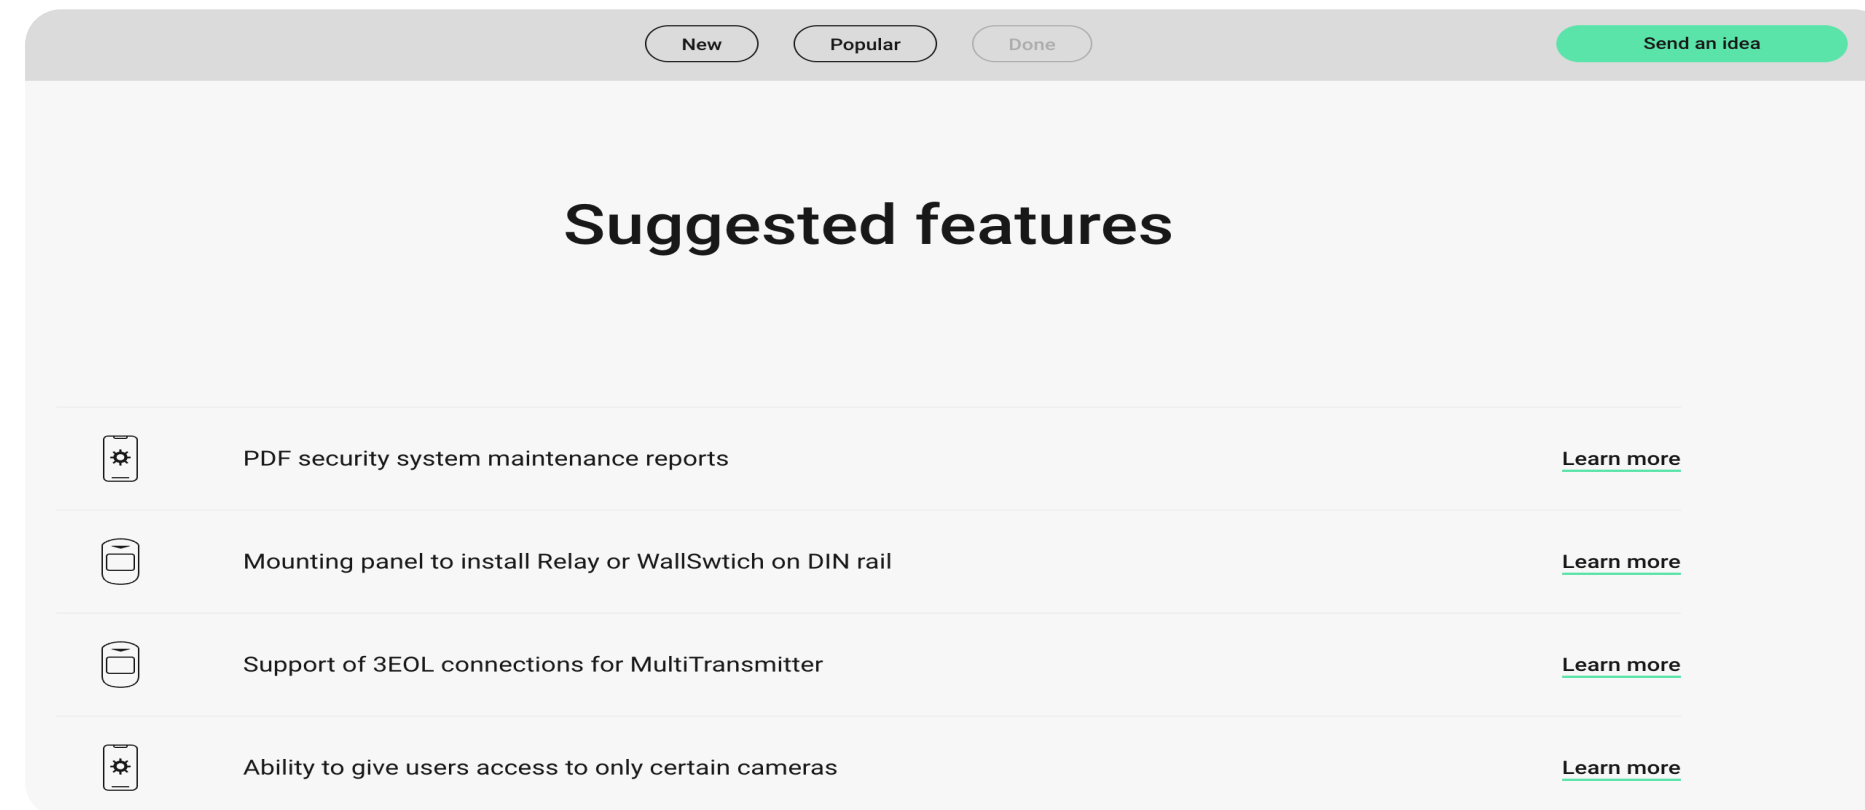 New Popular Done Send an idea
Suggested features
PDF security system maintenance reports Learn more
Mounting panel to install Relay or WallSwtich on DIN rail Learn more
Support of 3EOL connections for MultiTransmitter Learn more
Ability to give users access to only certain cameras Learn more